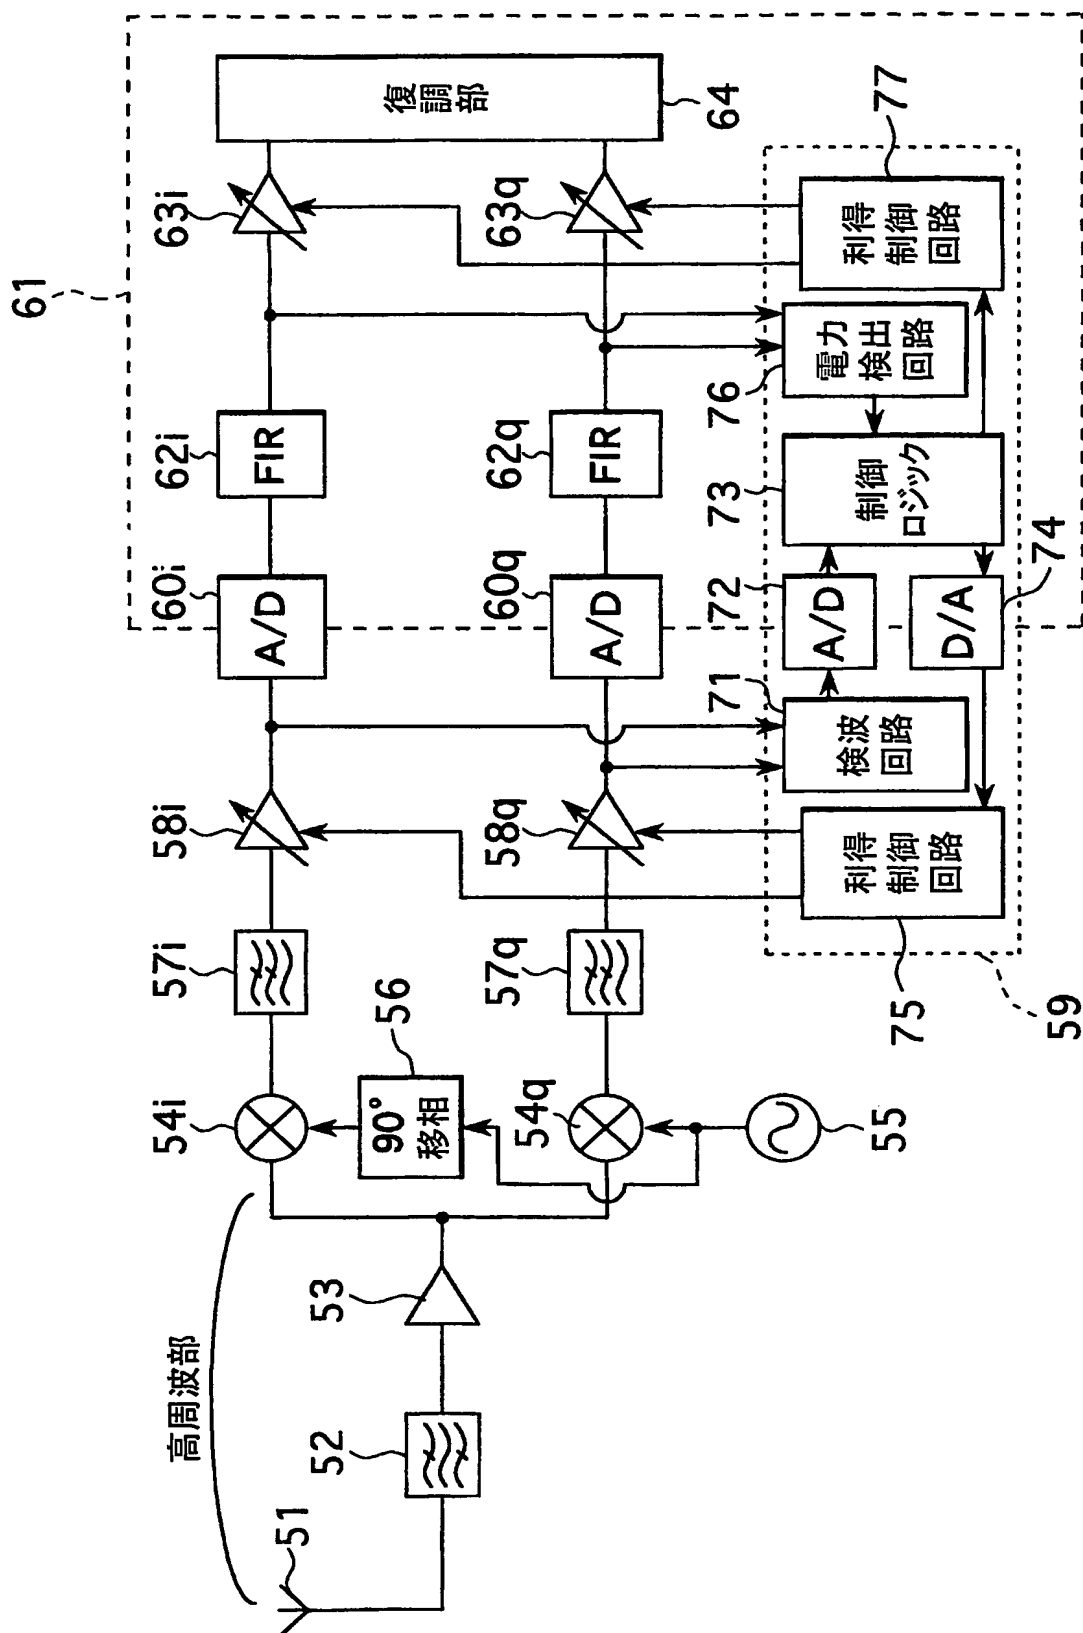 61
63i
復調部
64
63q
77
利得
制御
回路
62i
FIR
62q
FIR
76
電力
検出
回路
60i
A/D
60q
A/D
73
制御
ロジック
72
A/D
74
D/A
58i
58q
71
検波
回路
75
利得
制御
回路
59
57i
57q
54i
56
90°
移相
54q
55
高周波部
53
52
51